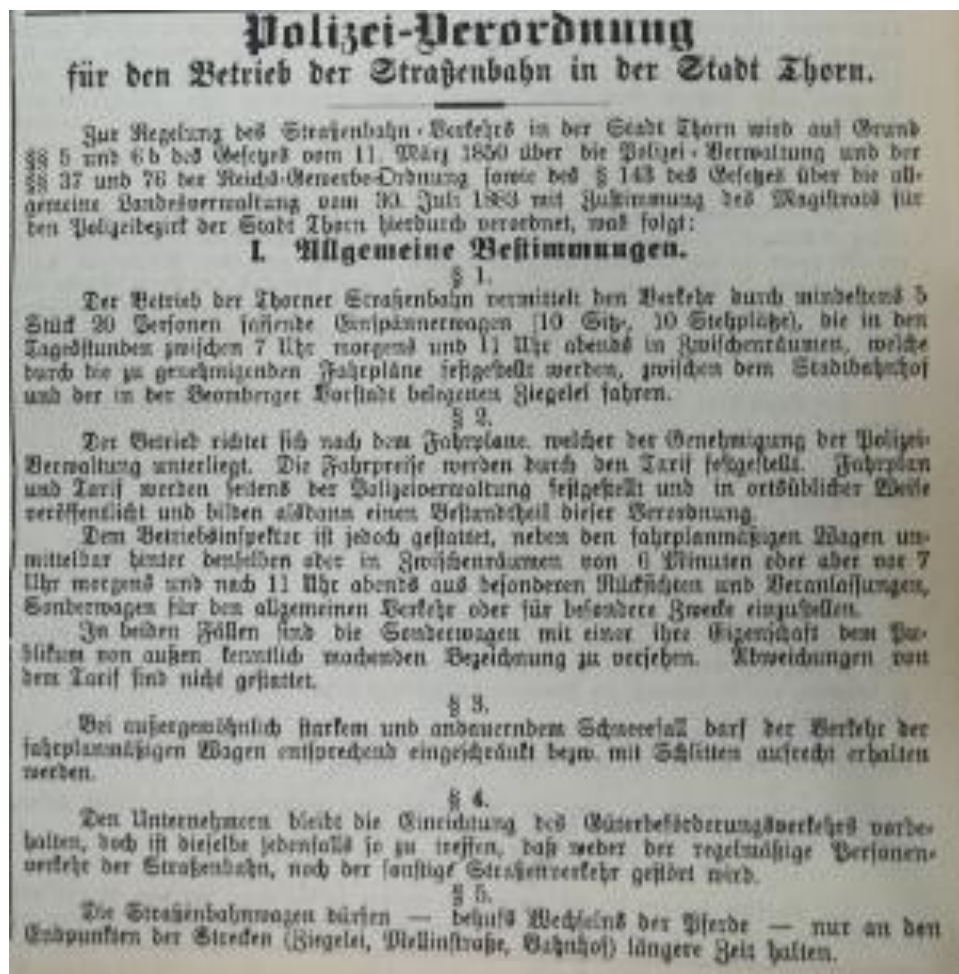 Polizei-Verordnung
für den Betrieb der Straßenbahn in der Stadt Thorn.
Zur Regelung des Straßenbahn-Verkehrs in der Stadt Thorn wird auf Grund
§§ 5 und 6b des Gesetzes vom 11. März 1850 über die Polizei-Verwaltung und der
§§ 37 und 76 der Reichs-Gewerbe-Ordnung sowie des § 143 des Gesetzes über die all-
gemeine Landesverwaltung vom 30. Juli 1883 mit Zustimmung des Magistrats für
den Polizeibezirk der Stadt Thorn hierdurch verordnet, was folgt:
I. Allgemeine Bestimmungen.
§ 1.
Der Betrieb der Thorner Straßenbahn vermittelt den Verkehr durch mindestens 5
Stück 20 Personen fassende Einspännerwagen (10 Sitz-, 10 Stehplätze), die in den
Tagesstunden zwischen 7 Uhr morgens und 11 Uhr abends in Zwischenräumen, welche
durch die zu genehmigenden Fahrpläne festgestellt werden, zwischen dem Stadtbahnhof
und der in der Bromberger Vorstadt belegenen Ziegelei fahren.
§ 2.
Der Betrieb richtet sich nach dem Fahrplane, welcher der Genehmigung der Polizei-
Verwaltung unterliegt. Die Fahrpreise werden durch den Tarif festgestellt. Fahrplan
und Tarif werden seitens der Polizeiverwaltung festgestellt und in ortsüblicher Weise
veröffentlicht und bilden alsdann einen Bestandtheil dieser Verordnung.
Dem Betriebsinspektor ist jedoch gestattet, neben den fahrplanmäßigen Wagen un-
mittelbar hinter denselben oder in Zwischenräumen von 6 Minuten oder aber vor 7
Uhr morgens und nach 11 Uhr abends aus besonderen Rücksichten und Veranlassungen,
Sonderwagen für den allgemeinen Verkehr oder für besondere Zwecke einzustellen.
In beiden Fällen sind die Sonderwagen mit einer ihre Eigenschaft dem Pu-
blikum von außen kenntlich machenden Bezeichnung zu versehen. Abweichungen von
dem Tarif sind nicht gestattet.
§ 3.
Bei außergewöhnlich starkem und andauerndem Schneefall darf der Verkehr der
fahrplanmäßigen Wagen entsprechend eingeschränkt bezw. mit Schlitten aufrecht erhalten
werden.
§ 4.
Den Unternehmern bleibt die Einrichtung des Güterbeförderungsverkehrs vorbe-
halten, doch ist dieselbe jedenfalls so zu treffen, daß weder der regelmäßige Personen-
verkehr der Straßenbahn, noch der sonstige Straßenverkehr gestört wird.
§ 5.
Die Straßenbahnwagen dürfen — behufs Wechselns der Pferde — nur an den
Endpunkten der Strecken (Ziegelei, Mellinstraße, Bahnhof) längere Zeit halten.